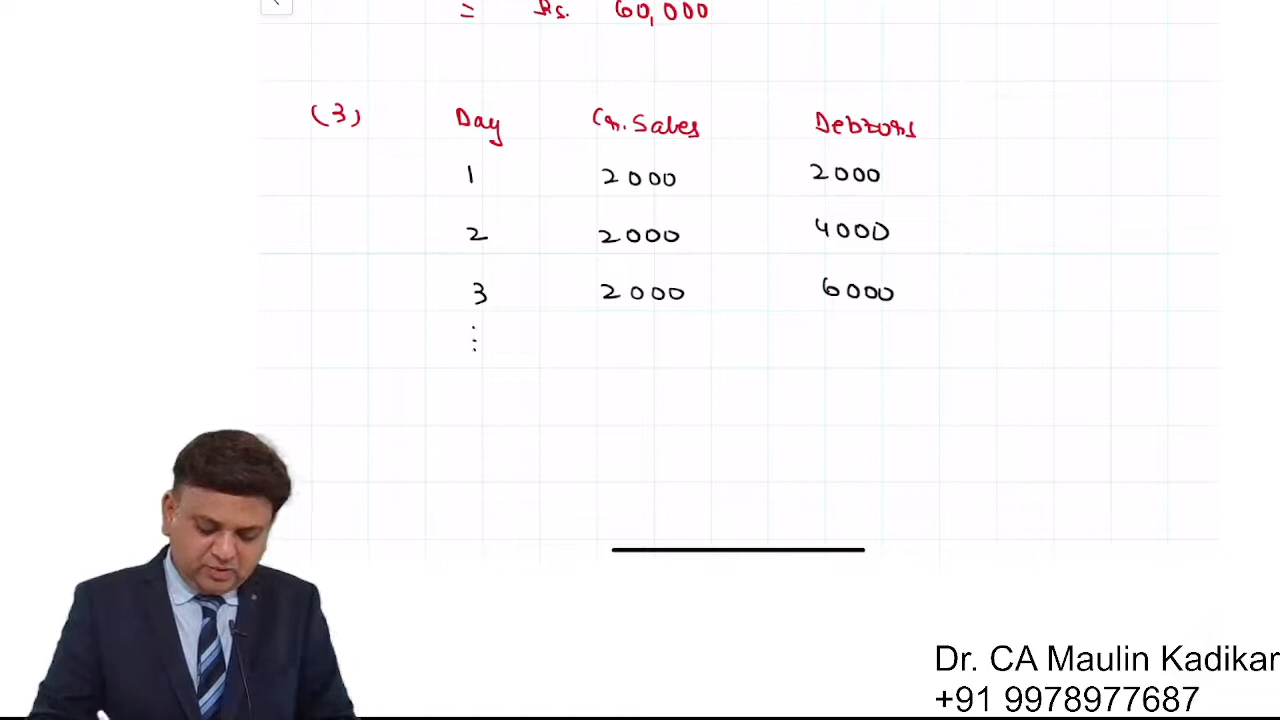 = Rs. 60,000
(3) Day Cr. Sales Debtors
1 2000 2000
2 2000 4000
3 2000 6000
⋮
Dr. CA Maulin Kadikar
+91 9978977687